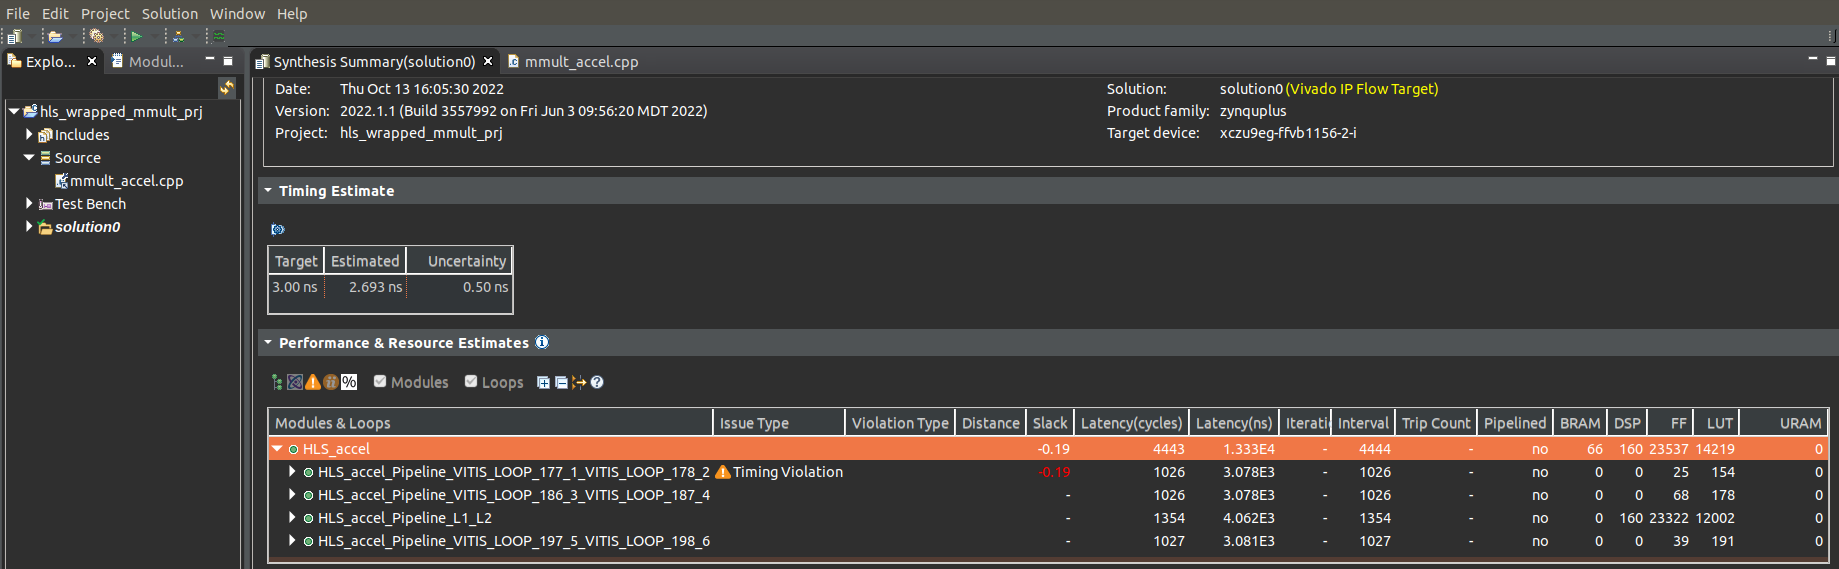 File Edit Project Solution Window Help
Explo... Modul...
Synthesis Summary(solution0) mmult_accel.cpp
hls_wrapped_mmult_prj
Includes
Source
mmult_accel.cpp
Test Bench
solution0
Date: Thu Oct 13 16:05:30 2022 Solution: solution0 (Vivado IP Flow Target)
Version: 2022.1.1 (Build 3557992 on Fri Jun 3 09:56:20 MDT 2022) Product family: zynquplus
Project: hls_wrapped_mmult_prj Target device: xczu9eg-ffvb1156-2-i
Timing Estimate
Target Estimated Uncertainty
3.00 ns 2.693 ns 0.50 ns
Performance & Resource Estimates
% Modules Loops
Modules & Loops Issue Type Violation Type Distance Slack Latency(cycles) Latency(ns) Iterati Interval Trip Count Pipelined BRAM DSP FF LUT URAM
HLS_accel -0.19 4443 1.333E4 - 4444 - no 66 160 23537 14219 0
HLS_accel_Pipeline_VITIS_LOOP_177_1_VITIS_LOOP_178_2 Timing Violation -0.19 1026 3.078E3 - 1026 - no 0 0 25 154 0
HLS_accel_Pipeline_VITIS_LOOP_186_3_VITIS_LOOP_187_4 - 1026 3.078E3 - 1026 - no 0 0 68 178 0
HLS_accel_Pipeline_L1_L2 - 1354 4.062E3 - 1354 - no 0 160 23322 12002 0
HLS_accel_Pipeline_VITIS_LOOP_197_5_VITIS_LOOP_198_6 - 1027 3.081E3 - 1027 - no 0 0 39 191 0